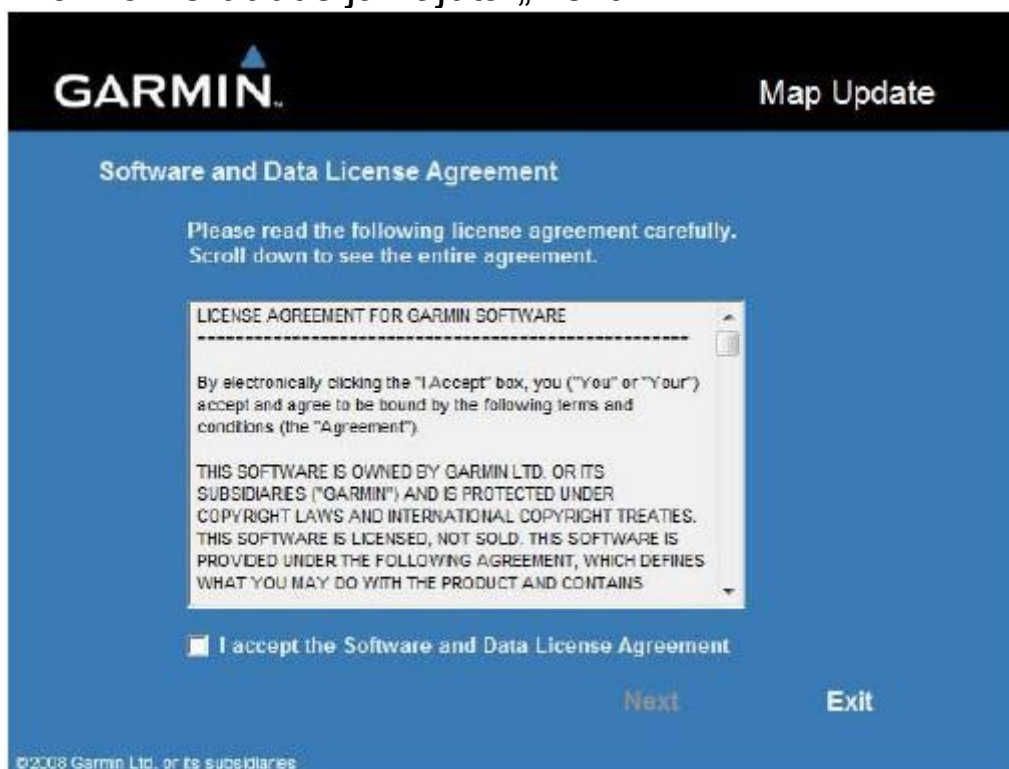 GARMIN
Map Update
Software and Data License Agreement
Please read the following license agreement carefully.
Scroll down to see the entire agreement.
LICENSE AGREEMENT FOR GARMIN SOFTWARE
----------------------------------------------------
By electronically clicking the "I Accept" box, you ("You" or "Your")
accept and agree to be bound by the following terms and
conditions (the "Agreement").
THIS SOFTWARE IS OWNED BY GARMIN LTD. OR ITS
SUBSIDIARIES ("GARMIN") AND IS PROTECTED UNDER
COPYRIGHT LAWS AND INTERNATIONAL COPYRIGHT TREATIES.
THIS SOFTWARE IS LICENSED, NOT SOLD. THIS SOFTWARE IS
PROVIDED UNDER THE FOLLOWING AGREEMENT, WHICH DEFINES
WHAT YOU MAY DO WITH THE PRODUCT AND CONTAINS
I accept the Software and Data License Agreement
Next
Exit
©2008 Garmin Ltd. or its subsidiaries